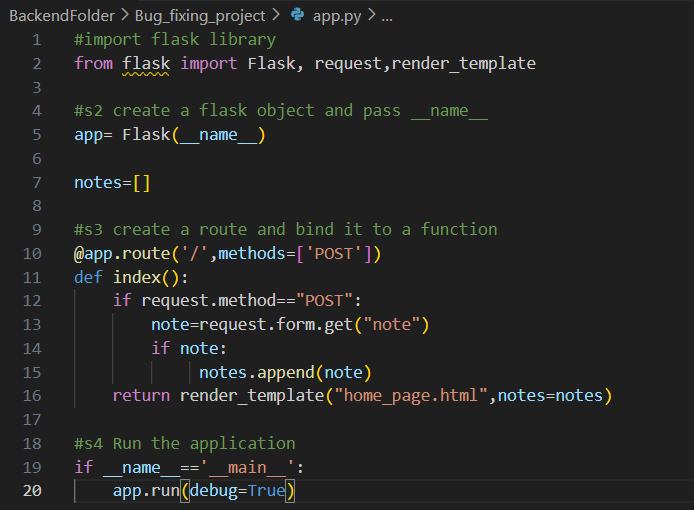 BackendFolder > Bug_fixing_project > app.py > ...
1 #import flask library
2 from flask import Flask, request,render_template
3
4 #s2 create a flask object and pass __name__
5 app= Flask(__name__)
6
7 notes=[]
8
9 #s3 create a route and bind it to a function
10 @app.route('/',methods=['POST'])
11 def index():
12     if request.method=="POST":
13         note=request.form.get("note")
14         if note:
15              notes.append(note)
16     return render_template("home_page.html",notes=notes)
17
18 #s4 Run the application
19 if __name__=='__main__':
20     app.run(debug=True)